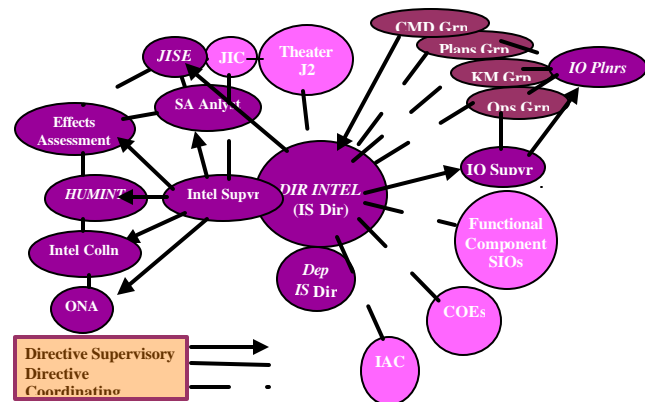 CMD Grp
Plans Grp
KM Grp
Ops Grp
IO Plnrs
JISE
JIC
Theater
J2
SA Anlyst
Effects
Assessment
HUMINT
Intel Supvr
DIR INTEL
(IS Dir)
IO Supvr
Intel Colln
Functional
Component
SIOs
Dep
IS Dir
ONA
COEs
IAC
Directive Supervisory
Directive
Coordinating